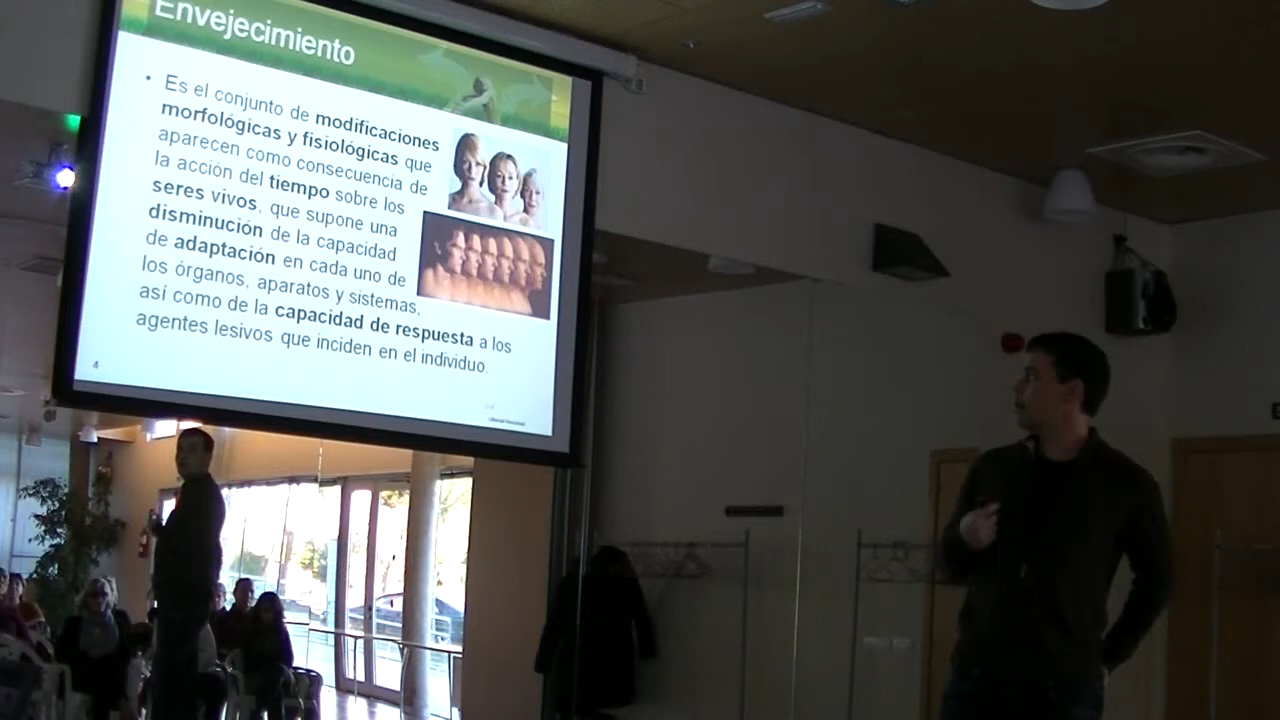 Envejecimiento
• Es el conjunto de modificaciones
morfológicas y fisiológicas que
aparecen como consecuencia de
la acción del tiempo sobre los
seres vivos, que supone una
disminución de la capacidad
de adaptación en cada uno de
los órganos, aparatos y sistemas,
así como de la capacidad de respuesta a los
agentes lesivos que inciden en el individuo.
4